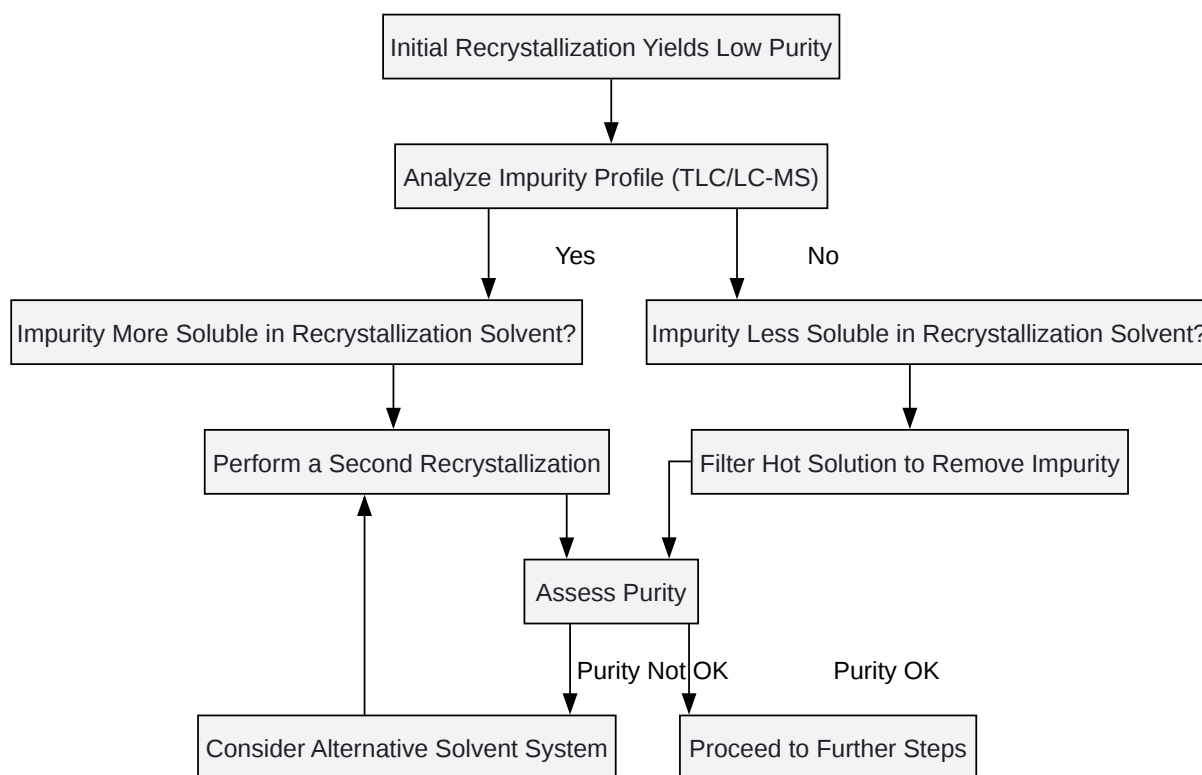 Initial Recrystallization Yields Low Purity
Analyze Impurity Profile (TLC/LC-MS)
Yes
No
Impurity More Soluble in Recrystallization Solvent?
Impurity Less Soluble in Recrystallization Solvent?
Perform a Second Recrystallization
Filter Hot Solution to Remove Impurity
Assess Purity
Purity Not OK
Purity OK
Consider Alternative Solvent System
Proceed to Further Steps